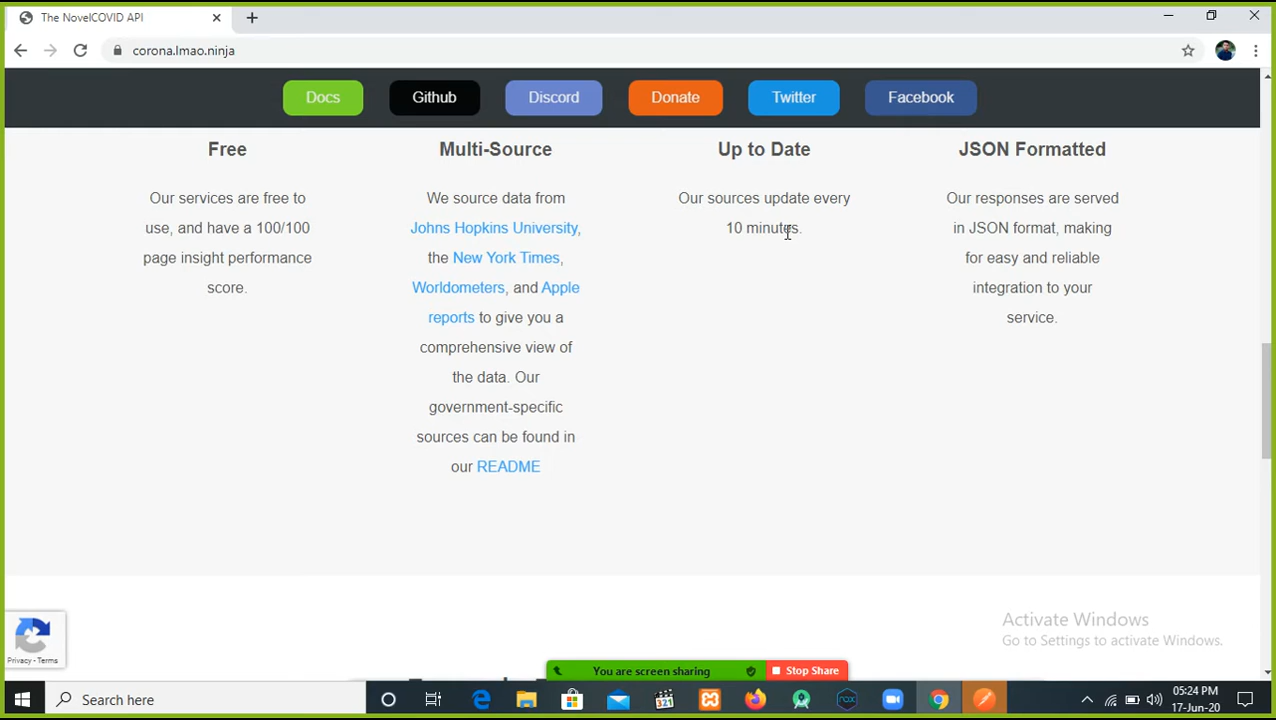 The NovelCOVID API
corona.lmao.ninja
Docs
Github
Discord
Donate
Twitter
Facebook
Free
Our services are free to
use, and have a 100/100
page insight performance
score.
Multi-Source
We source data from
Johns Hopkins University,
the New York Times,
Worldometers, and Apple
reports to give you a
comprehensive view of
the data. Our
government-specific
sources can be found in
our README
Up to Date
Our sources update every
10 minutes.
JSON Formatted
Our responses are served
in JSON format, making
for easy and reliable
integration to your
service.
Privacy - Terms
Activate Windows
Go to Settings to activate Windows.
You are screen sharing
Stop Share
Search here
321
nox
05:24 PM
17-Jun-20